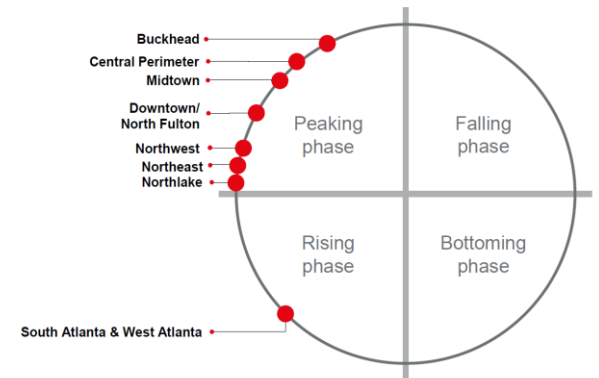 Buckhead
Central Perimeter
Midtown
Downtown/
North Fulton
Northwest
Northeast
Northlake
South Atlanta & West Atlanta
Peaking
phase
Falling
phase
Rising
phase
Bottoming
phase